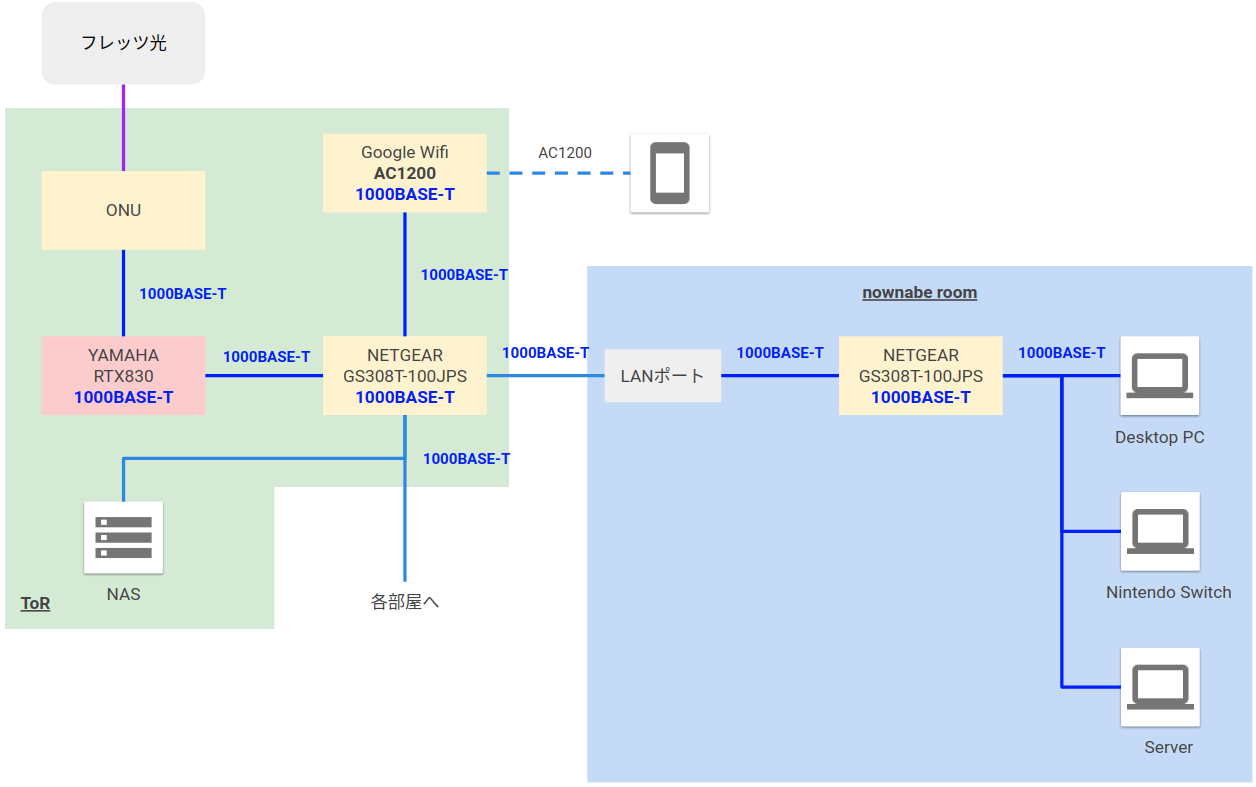 フレッツ光
Google Wifi
AC1200
1000BASE-T
AC1200
ONU
1000BASE-T
1000BASE-T
YAMAHA
RTX830
1000BASE-T
1000BASE-T
NETGEAR
GS308T-100JPS
1000BASE-T
1000BASE-T
1000BASE-T
NAS
ToR
各部屋へ
nownabe room
LANポート
1000BASE-T
NETGEAR
GS308T-100JPS
1000BASE-T
1000BASE-T
Desktop PC
Nintendo Switch
Server